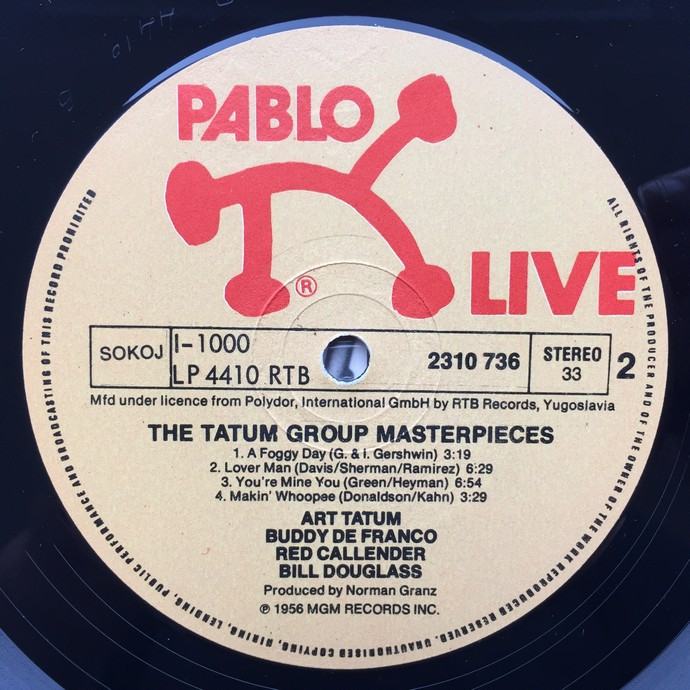 PABLO
LIVE
®
SOKOJ
I-1000
LP 4410 RTB
2310 736
STEREO
33
2
Mfd under licence from Polydor, International GmbH by RTB Records, Yugoslavia
THE TATUM GROUP MASTERPIECES
1. A Foggy Day (G. & I. Gershwin) 3:19
2. Lover Man (Davis/Sherman/Ramirez) 6:29
3. You're Mine You (Green/Heyman) 6:54
4. Makin' Whoopee (Donaldson/Kahn) 3:29
ART TATUM
BUDDY DE FRANCO
RED CALLENDER
BILL DOUGLASS
Produced by Norman Granz
℗ 1956 MGM RECORDS INC.
ALL RIGHTS OF THE PRODUCER AND OF THE OWNER OF THE WORK REPRODUCED RESERVED. UNAUTHORISED COPYING, HIRING, LENDING, PUBLIC PERFORMANCE AND BROADCASTING OF THIS RECORD PROHIBITED